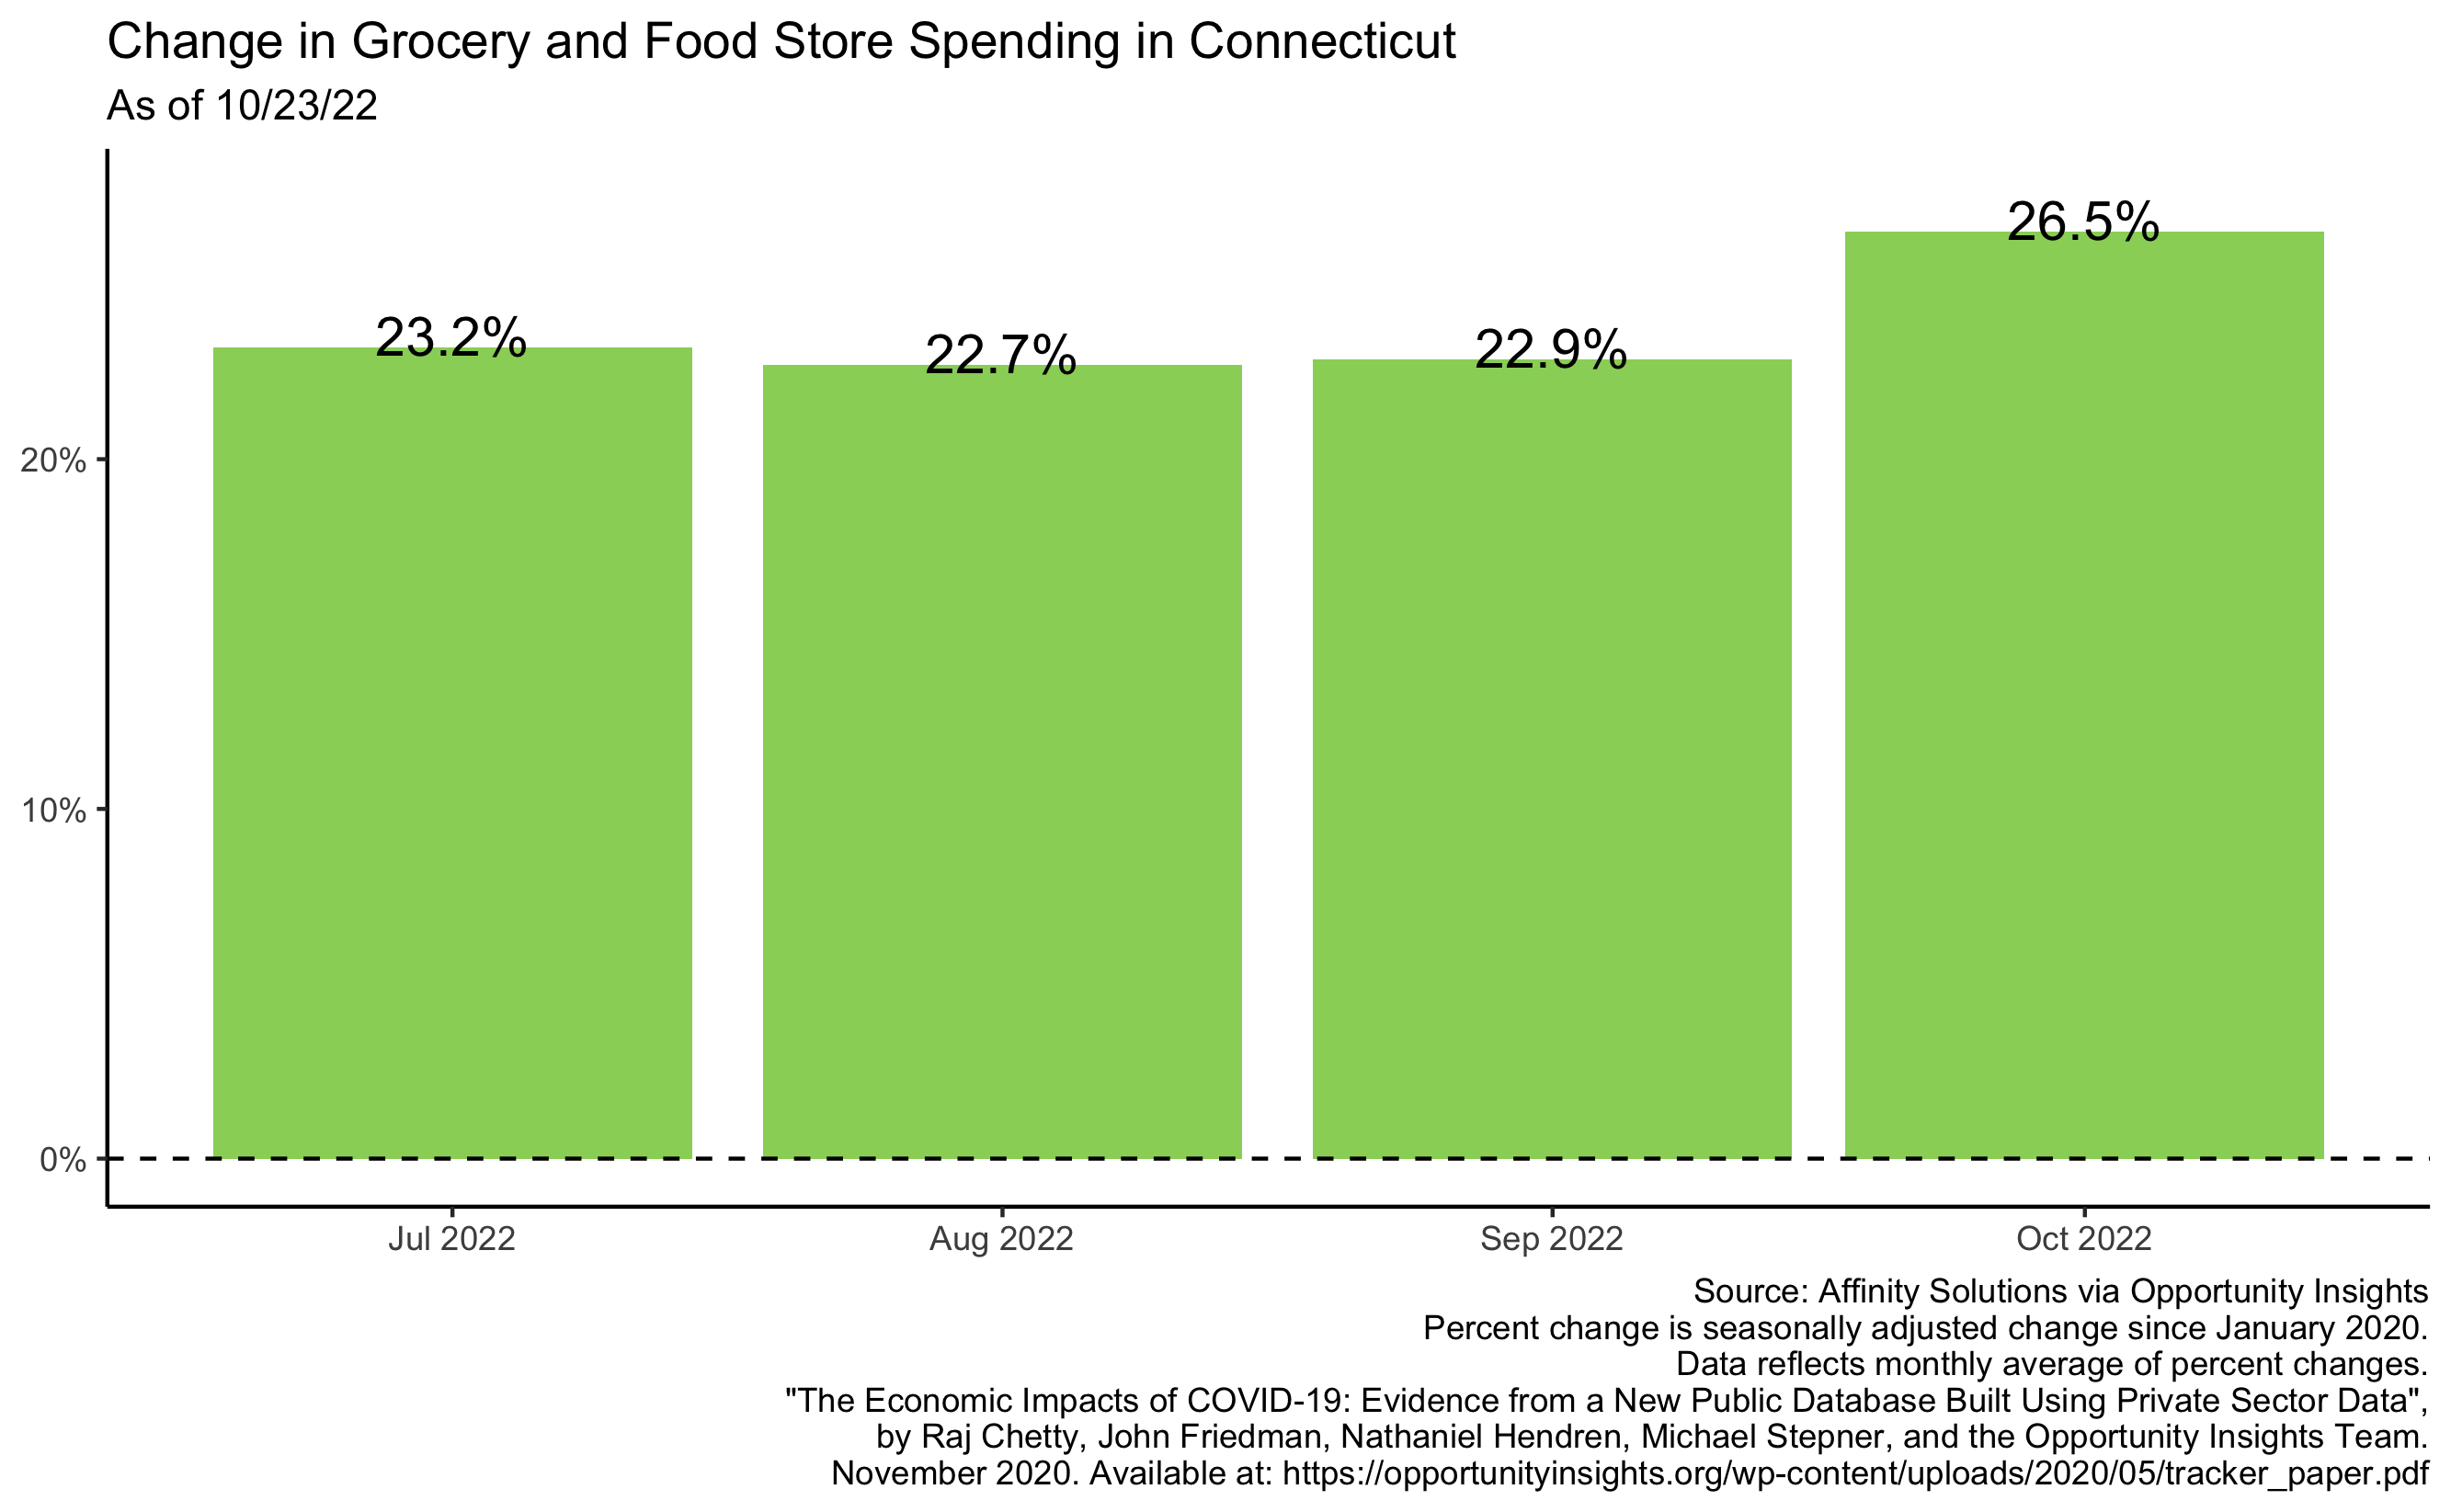 Change in Grocery and Food Store Spending in Connecticut
As of 10/23/22
26.5%
23.2%
22.7%
22.9%
20%
10%
0%
Jul 2022
Aug 2022
Sep 2022
Oct 2022
Source: Affinity Solutions via Opportunity Insights
Percent change is seasonally adjusted change since January 2020.
Data reflects monthly average of percent changes.
"The Economic Impacts of COVID-19: Evidence from a New Public Database Built Using Private Sector Data",
by Raj Chetty, John Friedman, Nathaniel Hendren, Michael Stepner, and the Opportunity Insights Team.
November 2020. Available at: https://opportunityinsights.org/wp-content/uploads/2020/05/tracker_paper.pdf